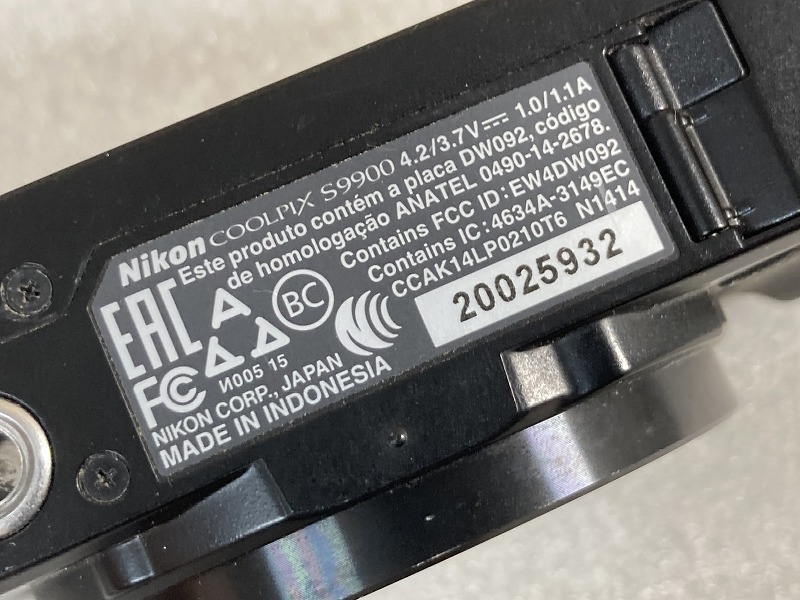 Nikon COOLPIX S9900 4.2/3.7V⎓ 1.0/1.1A
Este produto contém a placa DW092, código
de homologação ANATEL 0490-14-2678.
Contains FCC ID: EW4DW092
Contains IC: 4634A-3149EC
CCAK14LP0210T6 N1414
EAC
BC
FC
И005 15
20025932
NIKON CORP., JAPAN
MADE IN INDONESIA